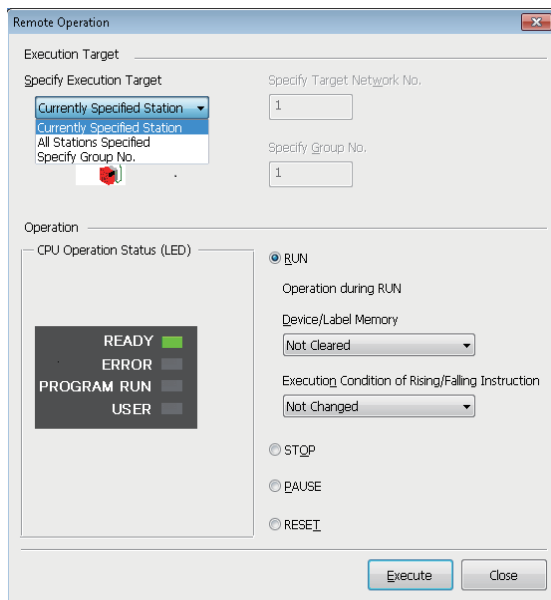 Remote Operation
Execution Target
Specify Execution Target
Currently Specified Station
Currently Specified Station
All Stations Specified
Specify Group No.
Specify Target Network No.
1
Specify Group No.
1
Operation
CPU Operation Status (LED)
READY
ERROR
PROGRAM RUN
USER
RUN
Operation during RUN
Device/Label Memory
Not Cleared
Execution Condition of Rising/Falling Instruction
Not Changed
STOP
PAUSE
RESET
Execute
Close